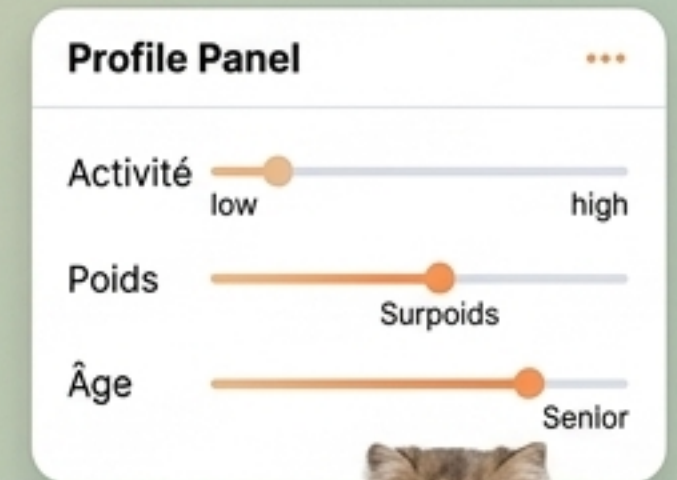 Profile Panel
Activité
low high
Poids
Surpoids
Âge
Senior